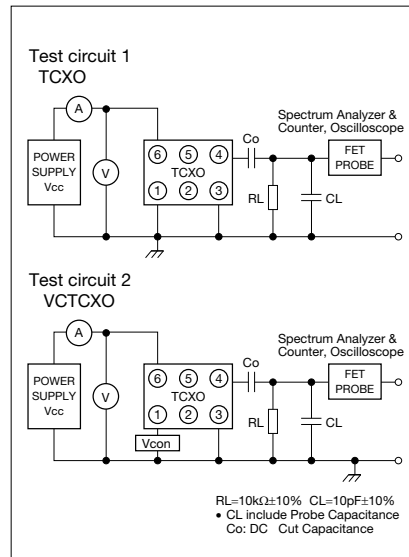 Test circuit 1
TCXO
A
Spectrum Analyzer &
Counter, Oscilloscope
Co
POWER
SUPPLY
Vcc
V
6 5 4
TCXO
1 2 3
RL
CL
FET
PROBE
Test circuit 2
VCTCXO
A
Spectrum Analyzer &
Counter, Oscilloscope
Co
POWER
SUPPLY
Vcc
V
6 5 4
TCXO
1 2 3
Vcon
RL
CL
FET
PROBE
RL=10kΩ±10% CL=10pF±10%
• CL include Probe Capacitance
Co: DC Cut Capacitance